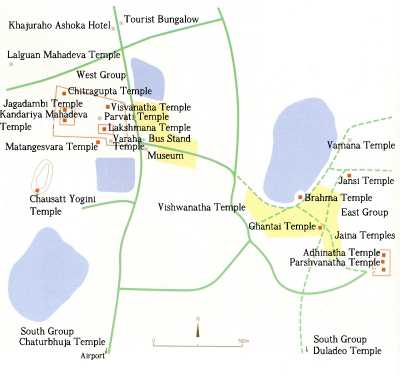 Tourist Bungalow
Khajuraho Ashoka Hotel
Lalguan Mahadeva Temple
West Group
Chitragupta Temple
Jagadambi Temple
Visvanatha Temple
Kandariya Mahadeva
Temple
Parvati Temple
Lakshmana Temple
Varaha
Temple
Bus Stand
Matangesvara Temple
Museum
Vamana Temple
Jansi Temple
Chausatt Yogini
Temple
Brahma Temple
Vishwanatha Temple
East Group
Ghantai Temple
Jaina Temples
Adhinatha Temple
Parshvanatha Temple
South Group
Chaturbhuja Temple
Airport
South Group
Duladeo Temple